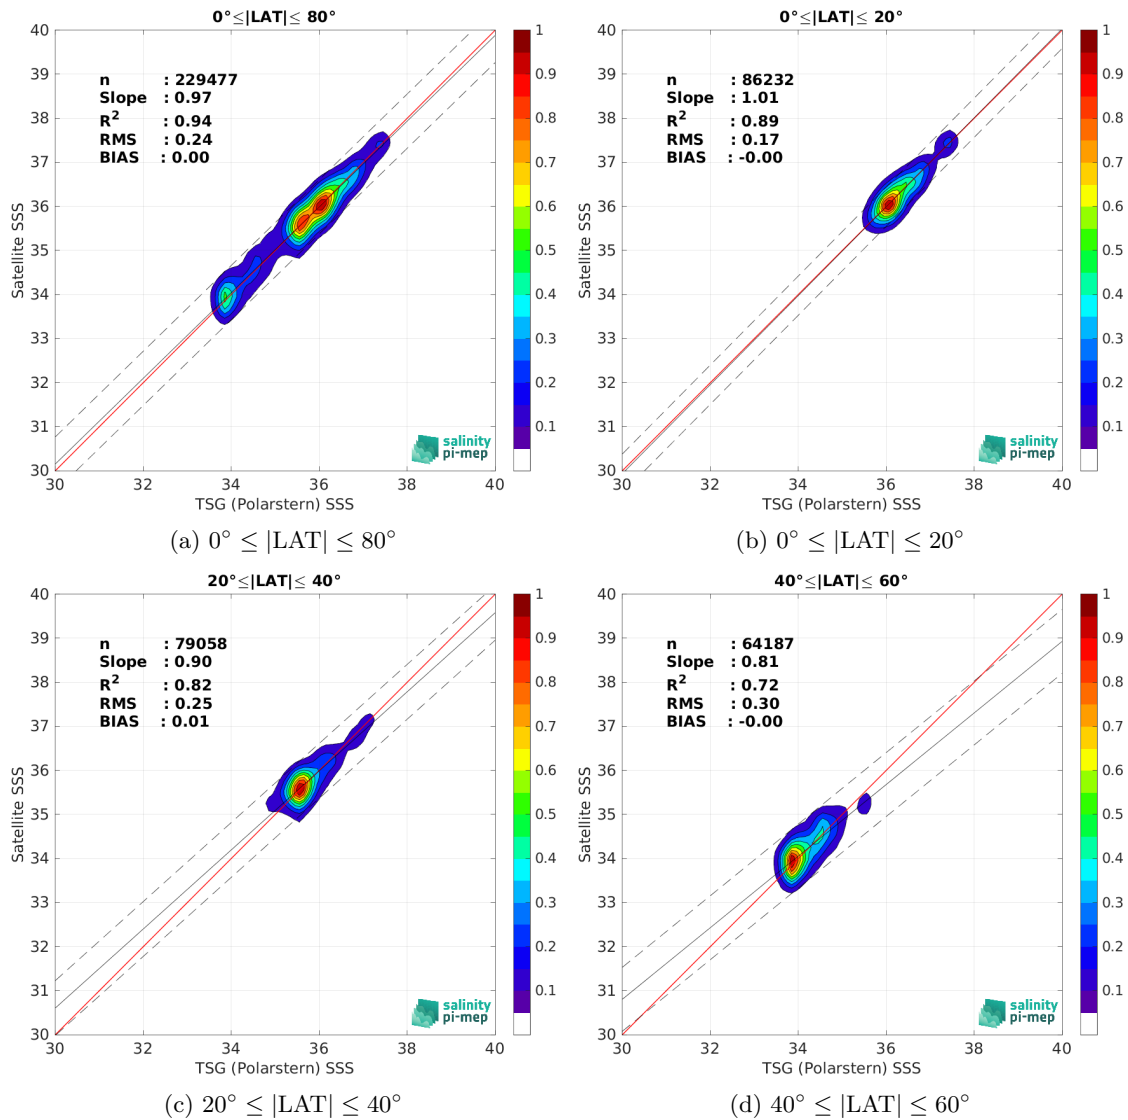 0°≤|LAT|≤ 80°
40
39
38
37
36
35
34
33
32
31
30
Satellite SSS
n : 229477
Slope : 0.97
R2 : 0.94
RMS : 0.24
BIAS : 0.00
salinity
pi-mep
30 32 34 36 38 40
TSG (Polarstern) SSS
1
0.9
0.8
0.7
0.6
0.5
0.4
0.3
0.2
0.1
(a) 0° ≤ |LAT| ≤ 80°
0°≤|LAT|≤ 20°
40
39
38
37
36
35
34
33
32
31
30
Satellite SSS
n : 86232
Slope : 1.01
R2 : 0.89
RMS : 0.17
BIAS : -0.00
salinity
pi-mep
30 32 34 36 38 40
TSG (Polarstern) SSS
1
0.9
0.8
0.7
0.6
0.5
0.4
0.3
0.2
0.1
(b) 0° ≤ |LAT| ≤ 20°
20°≤|LAT|≤ 40°
40
39
38
37
36
35
34
33
32
31
30
Satellite SSS
n : 79058
Slope : 0.90
R2 : 0.82
RMS : 0.25
BIAS : 0.01
salinity
pi-mep
30 32 34 36 38 40
TSG (Polarstern) SSS
1
0.9
0.8
0.7
0.6
0.5
0.4
0.3
0.2
0.1
(c) 20° ≤ |LAT| ≤ 40°
40°≤|LAT|≤ 60°
40
39
38
37
36
35
34
33
32
31
30
Satellite SSS
n : 64187
Slope : 0.81
R2 : 0.72
RMS : 0.30
BIAS : -0.00
salinity
pi-mep
30 32 34 36 38 40
TSG (Polarstern) SSS
1
0.9
0.8
0.7
0.6
0.5
0.4
0.3
0.2
0.1
(d) 40° ≤ |LAT| ≤ 60°